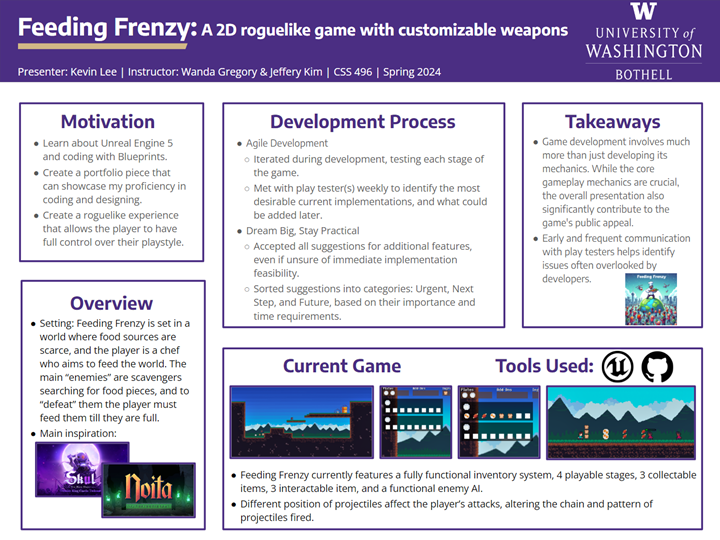 Feeding Frenzy: A 2D roguelike game with customizable weapons
Presenter: Kevin Lee | Instructor: Wanda Gregory & Jeffery Kim | CSS 496 | Spring 2024
W
UNIVERSITY of
WASHINGTON
BOTHELL
Motivation
● Learn about Unreal Engine 5
and coding with Blueprints.
● Create a portfolio piece that
can showcase my proficiency in
coding and designing.
● Create a roguelike experience
that allows the player to have
full control over their playstyle.
Overview
● Setting: Feeding Frenzy is set in a
world where food sources are
scarce, and the player is a chef
who aims to feed the world. The
main “enemies” are scavengers
searching for food pieces, and to
“defeat” them the player must
feed them till they are full.
● Main inspiration:
Skul
Noita
Development Process
● Agile Development
○ Iterated during development, testing each stage of
the game.
○ Met with play tester(s) weekly to identify the most
desirable current implementations, and what could
be added later.
● Dream Big, Stay Practical
○ Accepted all suggestions for additional features,
even if unsure of immediate implementation
feasibility.
○ Sorted suggestions into categories: Urgent, Next
Step, and Future, based on their importance and
time requirements.
Takeaways
● Game development involves much
more than just developing its
mechanics. While the core
gameplay mechanics are crucial,
the overall presentation also
significantly contribute to the
game's public appeal.
● Early and frequent communication
with play testers helps identify
issues often overlooked by
developers.
Feeding Frenzy
Current Game
Tools Used:
Plates Add Ons
Plates Add Ons
● Feeding Frenzy currently features a fully functional inventory system, 4 playable stages, 3 collectable
items, 3 interactable item, and a functional enemy AI.
● Different position of projectiles affect the player's attacks, altering the chain and pattern of
projectiles fired.